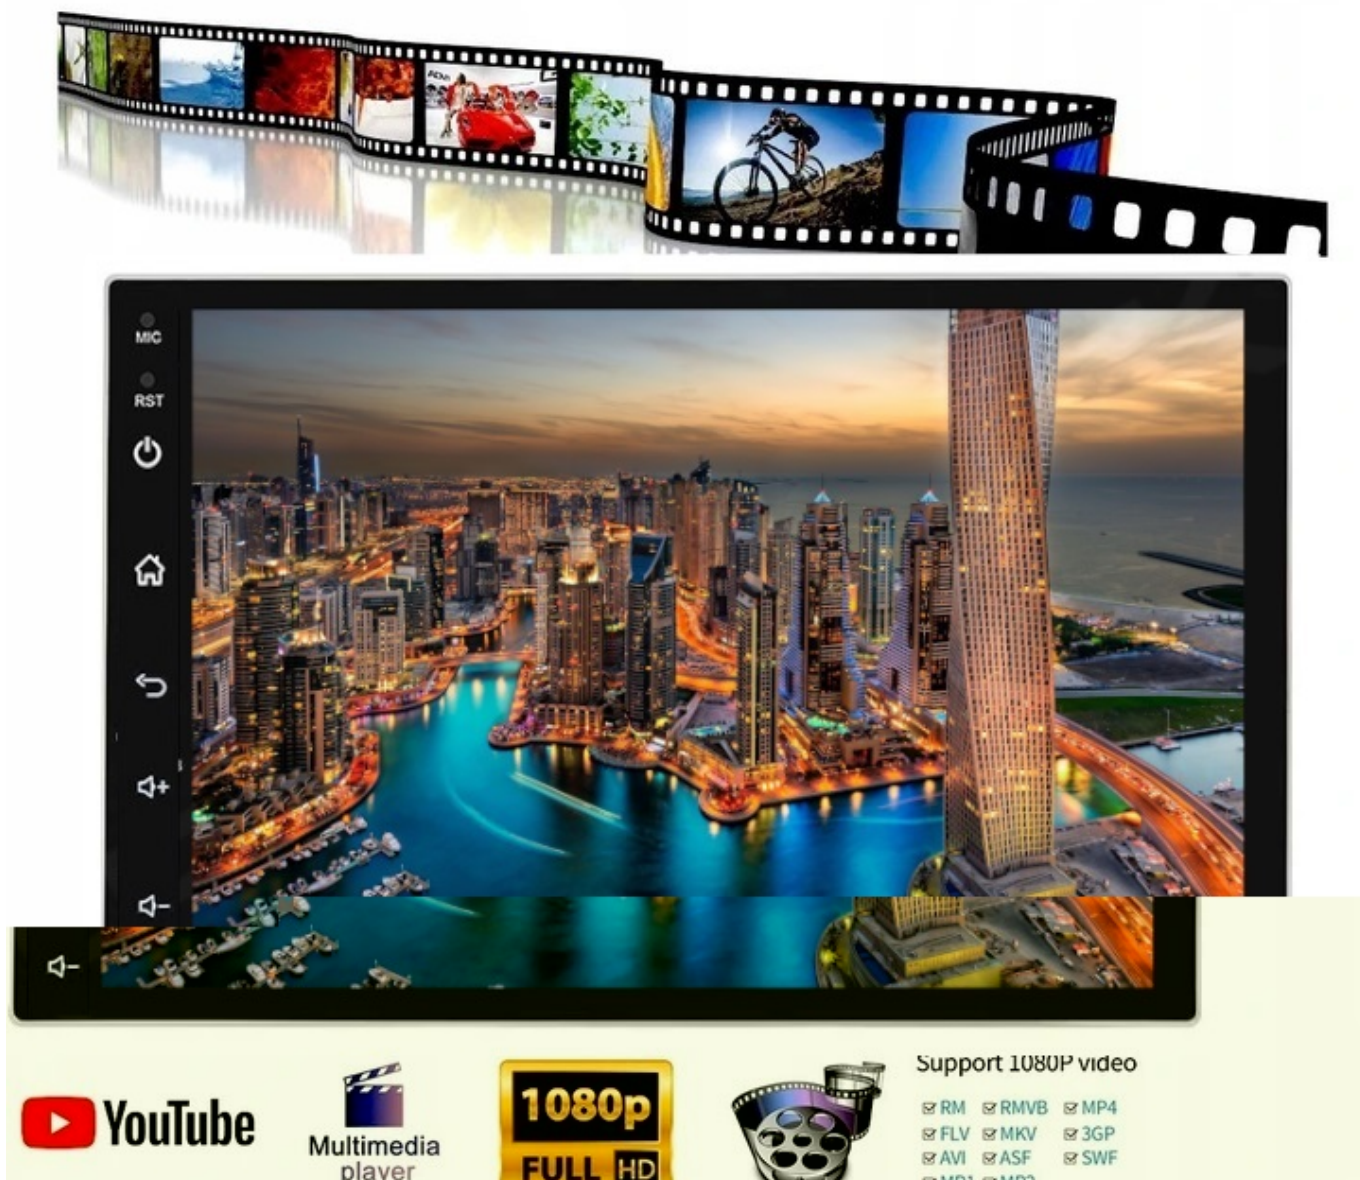 MIC
RST
YouTube
Multimedia
player
1080p
FULL HD
Support 1080P video
RM RMVB MP4
FLV MKV 3GP
AVI ASF SWF